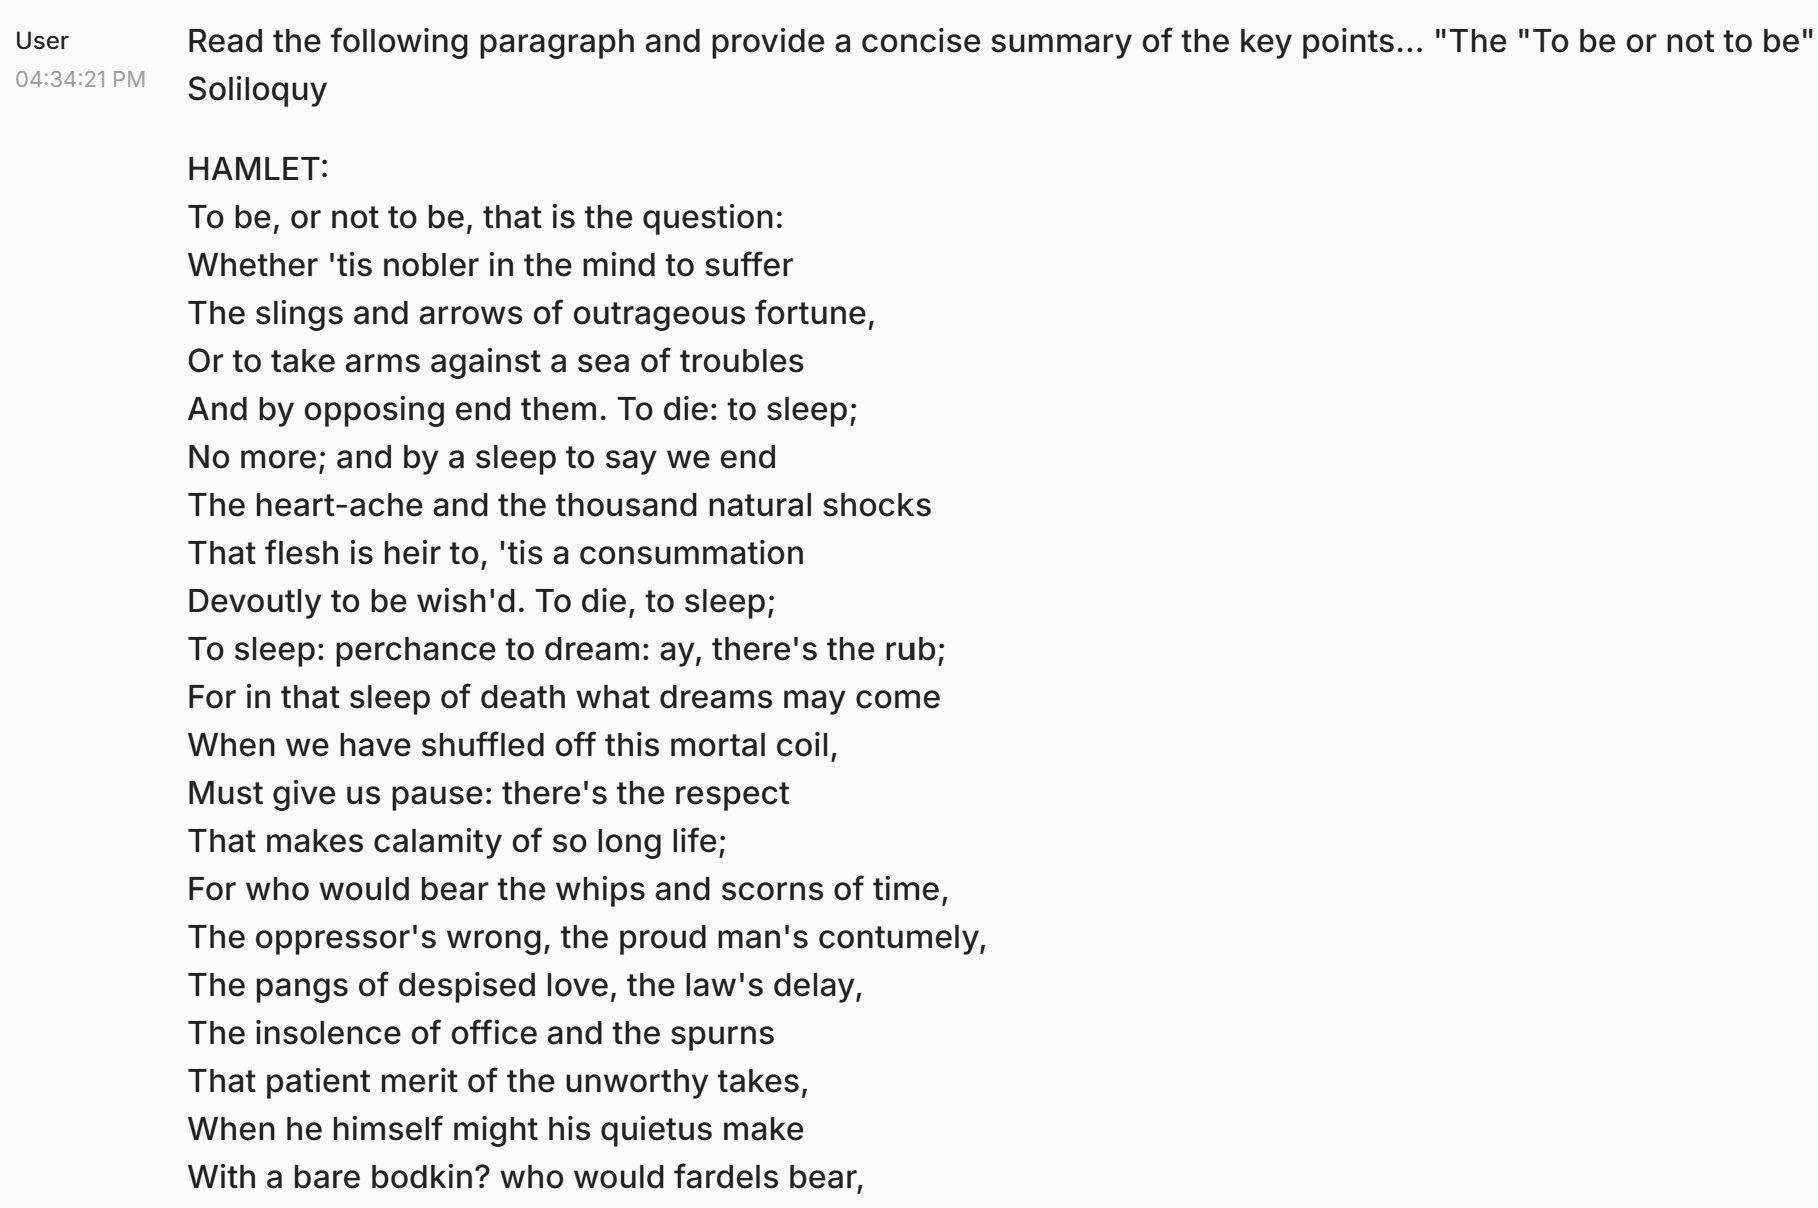 User
04:34:21 PM
Read the following paragraph and provide a concise summary of the key points... "The "To be or not to be"
Soliloquy
HAMLET:
To be, or not to be, that is the question:
Whether 'tis nobler in the mind to suffer
The slings and arrows of outrageous fortune,
Or to take arms against a sea of troubles
And by opposing end them. To die: to sleep;
No more; and by a sleep to say we end
The heart-ache and the thousand natural shocks
That flesh is heir to, 'tis a consummation
Devoutly to be wish'd. To die, to sleep;
To sleep: perchance to dream: ay, there's the rub;
For in that sleep of death what dreams may come
When we have shuffled off this mortal coil,
Must give us pause: there's the respect
That makes calamity of so long life;
For who would bear the whips and scorns of time,
The oppressor's wrong, the proud man's contumely,
The pangs of despised love, the law's delay,
The insolence of office and the spurns
That patient merit of the unworthy takes,
When he himself might his quietus make
With a bare bodkin? who would fardels bear,